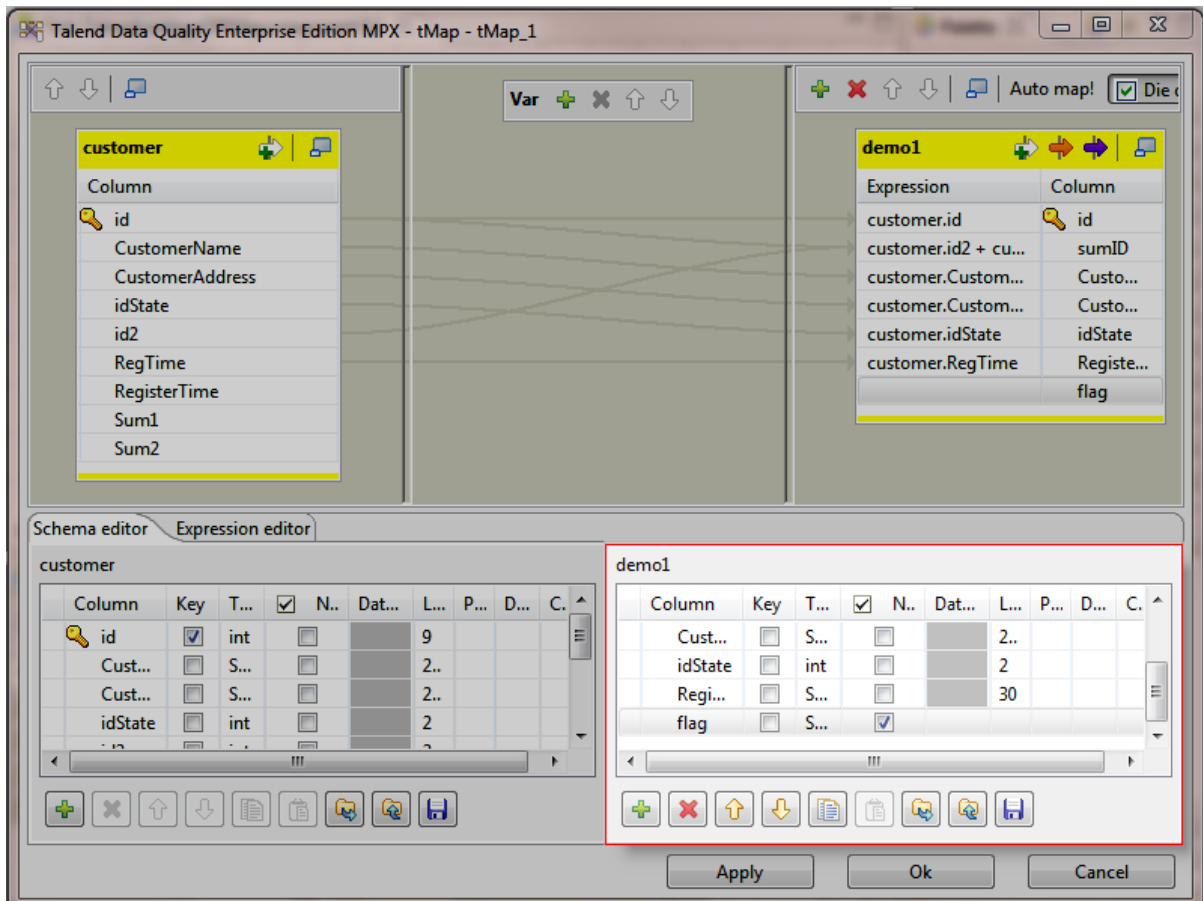 Talend Data Quality Enterprise Edition MPX - tMap - tMap_1
Var
Auto map! Die
customer
Column
id
CustomerName
CustomerAddress
idState
id2
RegTime
RegisterTime
Sum1
Sum2
demo1
Expression Column
customer.id id
customer.id2 + cu... sumID
customer.Custom... Custo...
customer.Custom... Custo...
customer.idState idState
customer.RegTime Registe...
flag
Schema editor Expression editor
customer
Column Key T... N.. Dat... L... P... D... C.
id int 9
Cust... S... 2..
Cust... S... 2..
idState int 2
demo1
Column Key T... N.. Dat... L... P... D... C.
Cust... S... 2..
idState int 2
Regi... S... 30
flag S...
Apply Ok Cancel